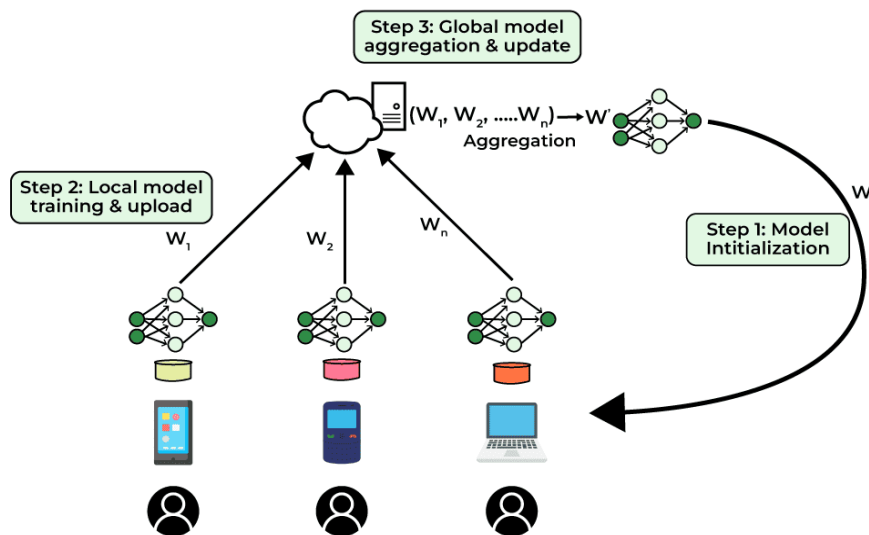 Step 3: Global model
aggregation & update
(W1, W2, .....Wn) W'
Aggregation
Step 2: Local model
training & upload
W
W1
W2
Wn
Step 1: Model
Intitialization